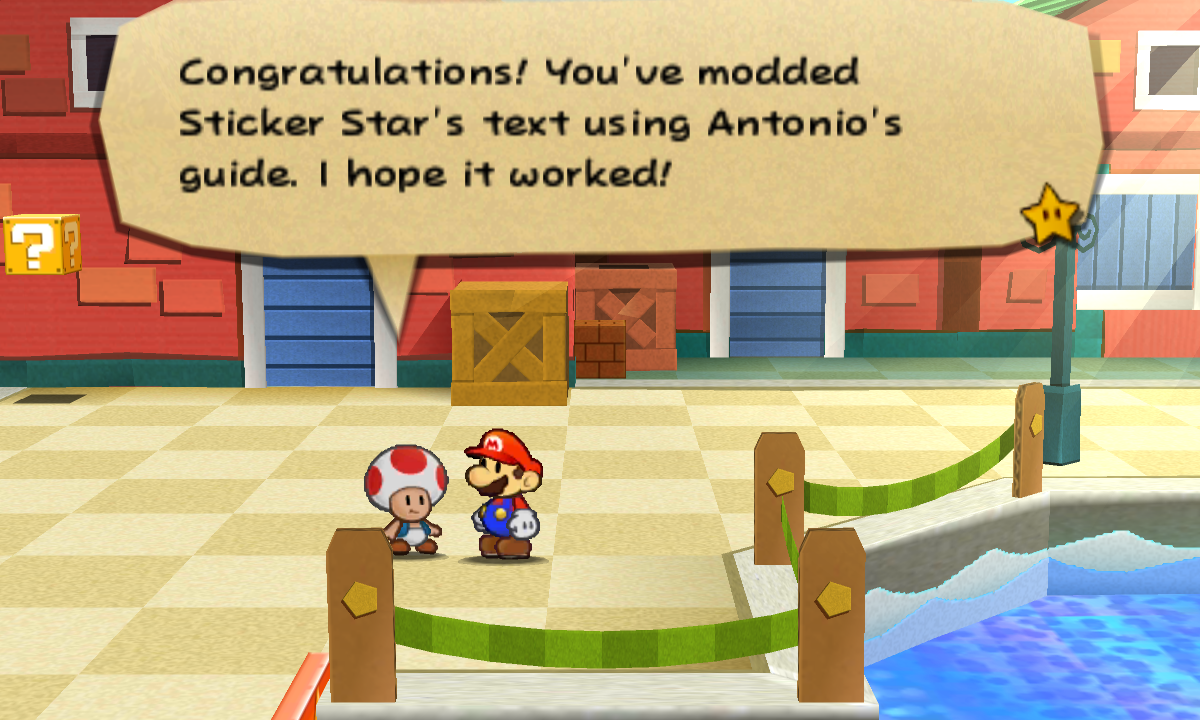 Congratulations! You've modded
Sticker Star's text using Antonio's
guide. I hope it worked!
?
?
M